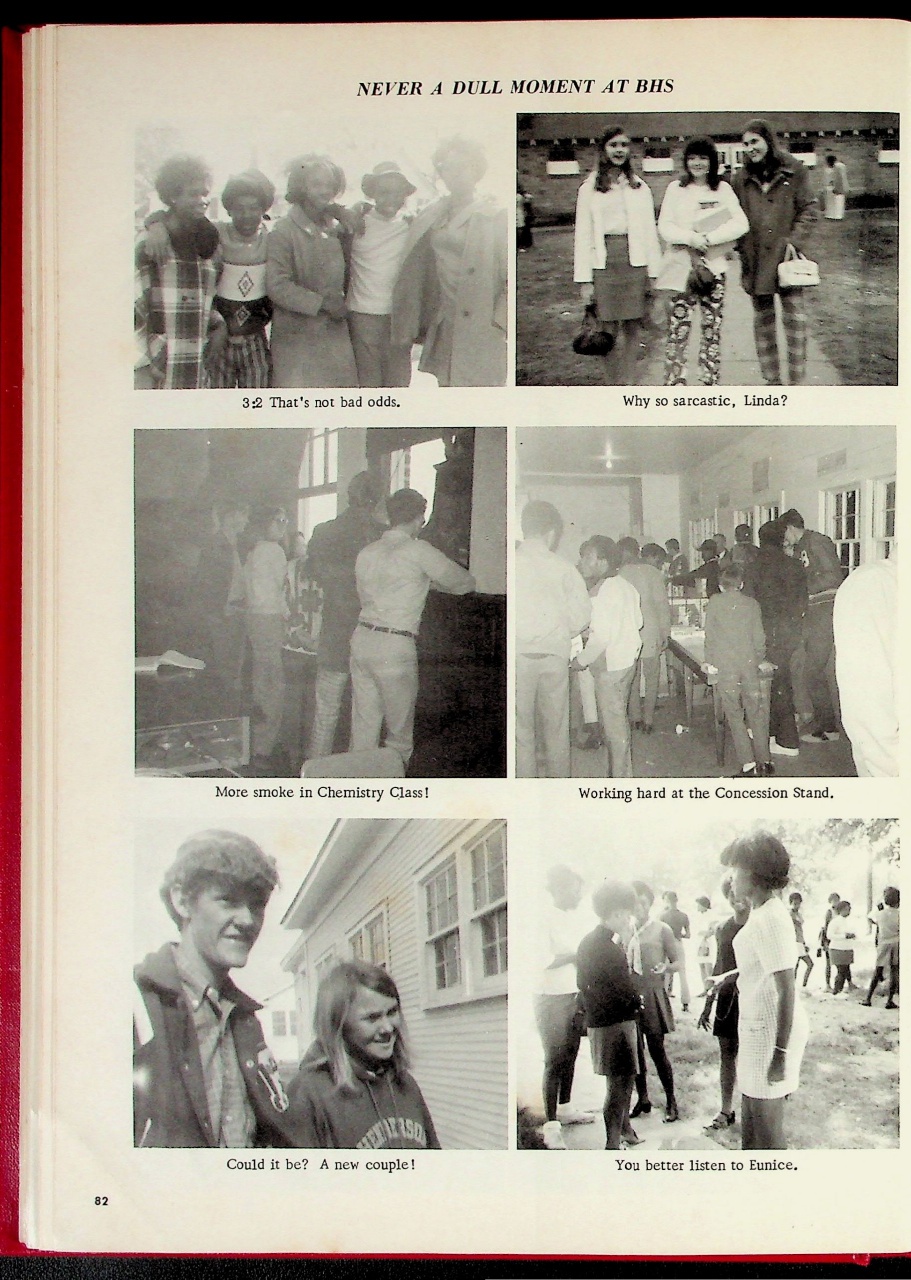 NEVER A DULL MOMENT AT BHS
3:2 That's not bad odds.
Why so sarcastic, Linda?
More smoke in Chemistry Class!
Working hard at the Concession Stand.
Could it be? A new couple!
You better listen to Eunice.
82